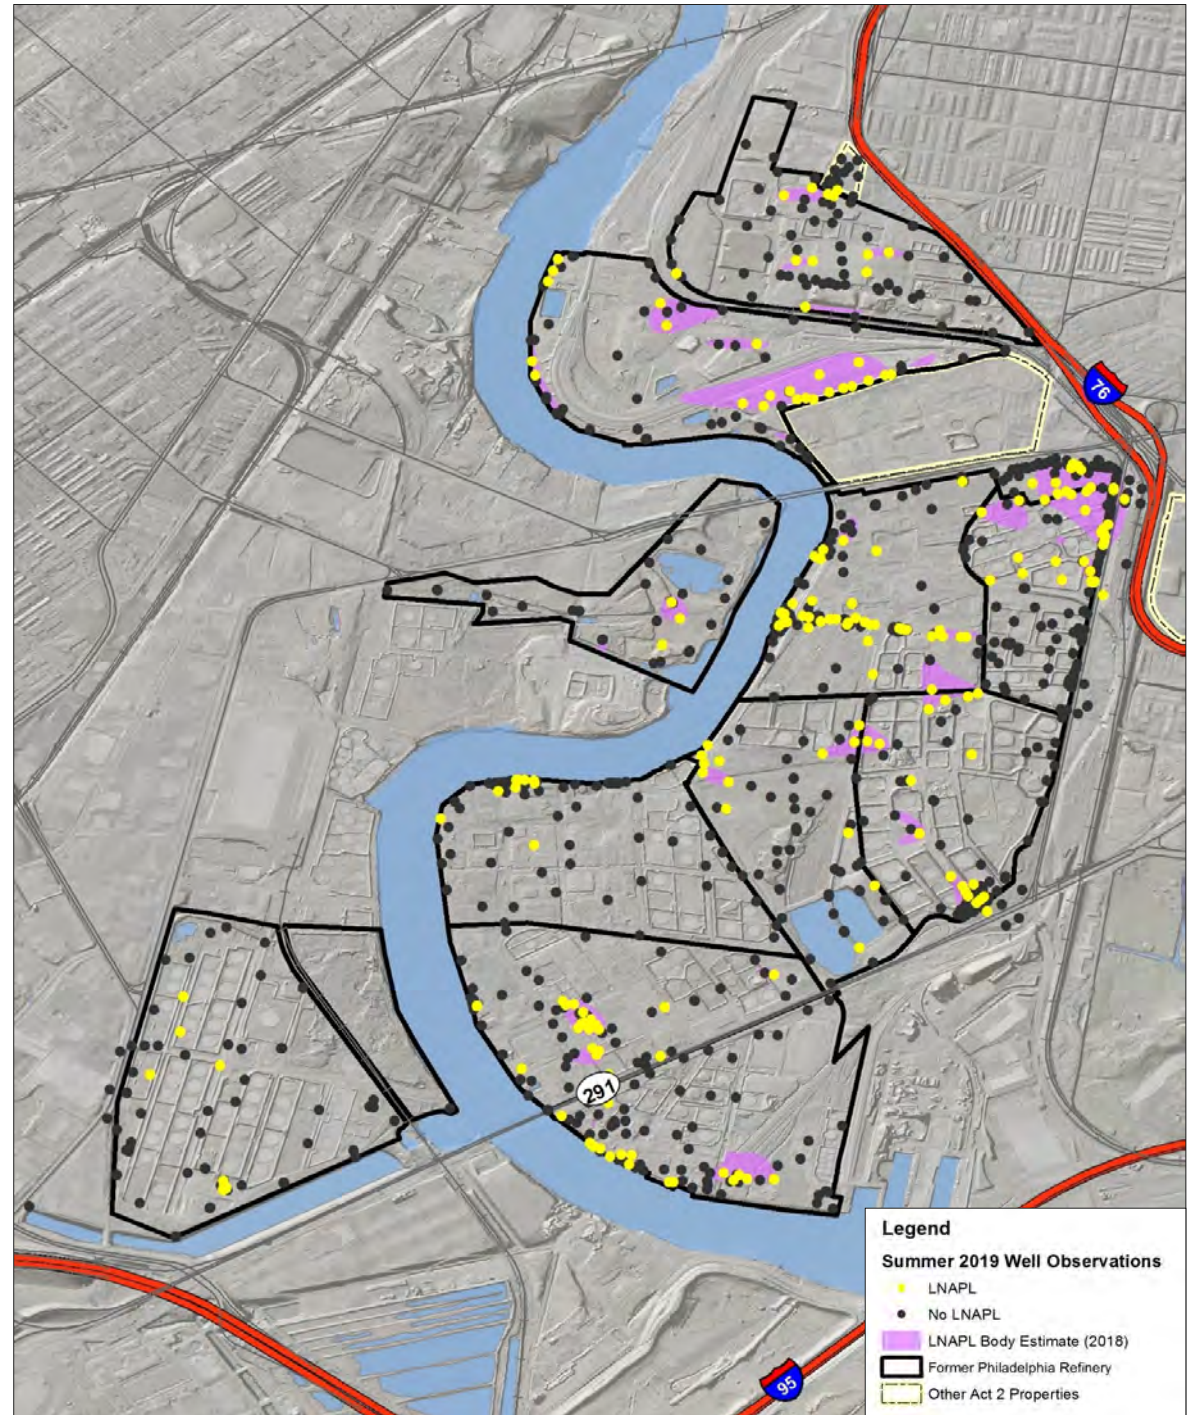 76
291
95
Legend
Summer 2019 Well Observations
LNAPL
No LNAPL
LNAPL Body Estimate (2018)
Former Philadelphia Refinery
Other Act 2 Properties